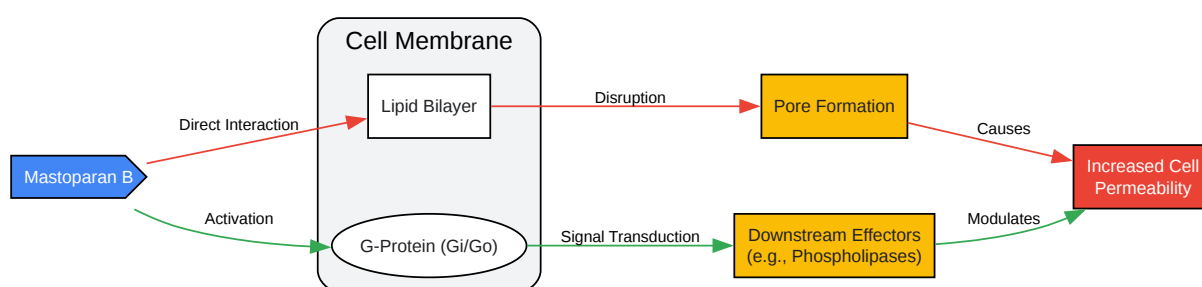 Cell Membrane
Lipid Bilayer
Disruption
Pore Formation
Direct Interaction
Causes
Mastoparan B
Increased Cell
Permeability
Activation
G-Protein (Gi/Go)
Signal Transduction
Downstream Effectors
(e.g., Phospholipases)
Modulates